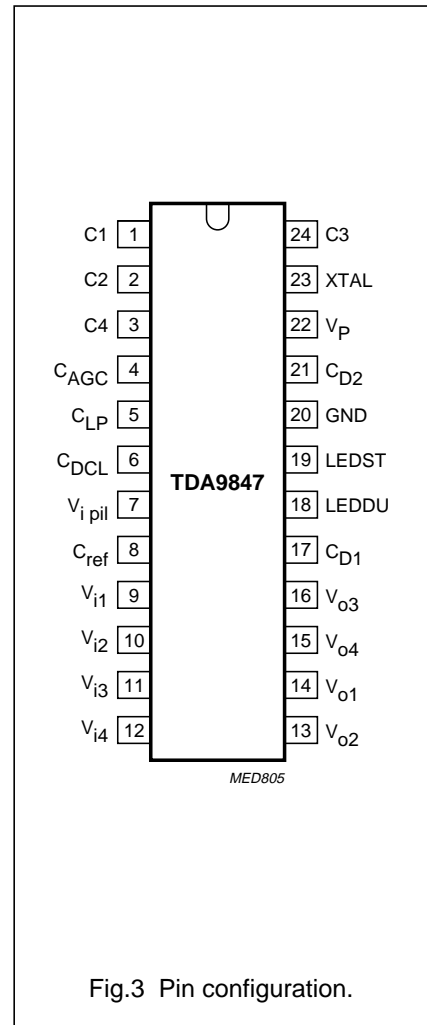 C1 1 24 C3
C2 2 23 XTAL
C4 3 22 VP
CAGC 4 21 CD2
CLP 5 20 GND
CDCL 6 19 LEDST
TDA9847
Vi pil 7 18 LEDDU
Cref 8 17 CD1
Vi1 9 16 Vo3
Vi2 10 15 Vo4
Vi3 11 14 Vo1
Vi4 12 13 Vo2
MED805
Fig.3 Pin configuration.